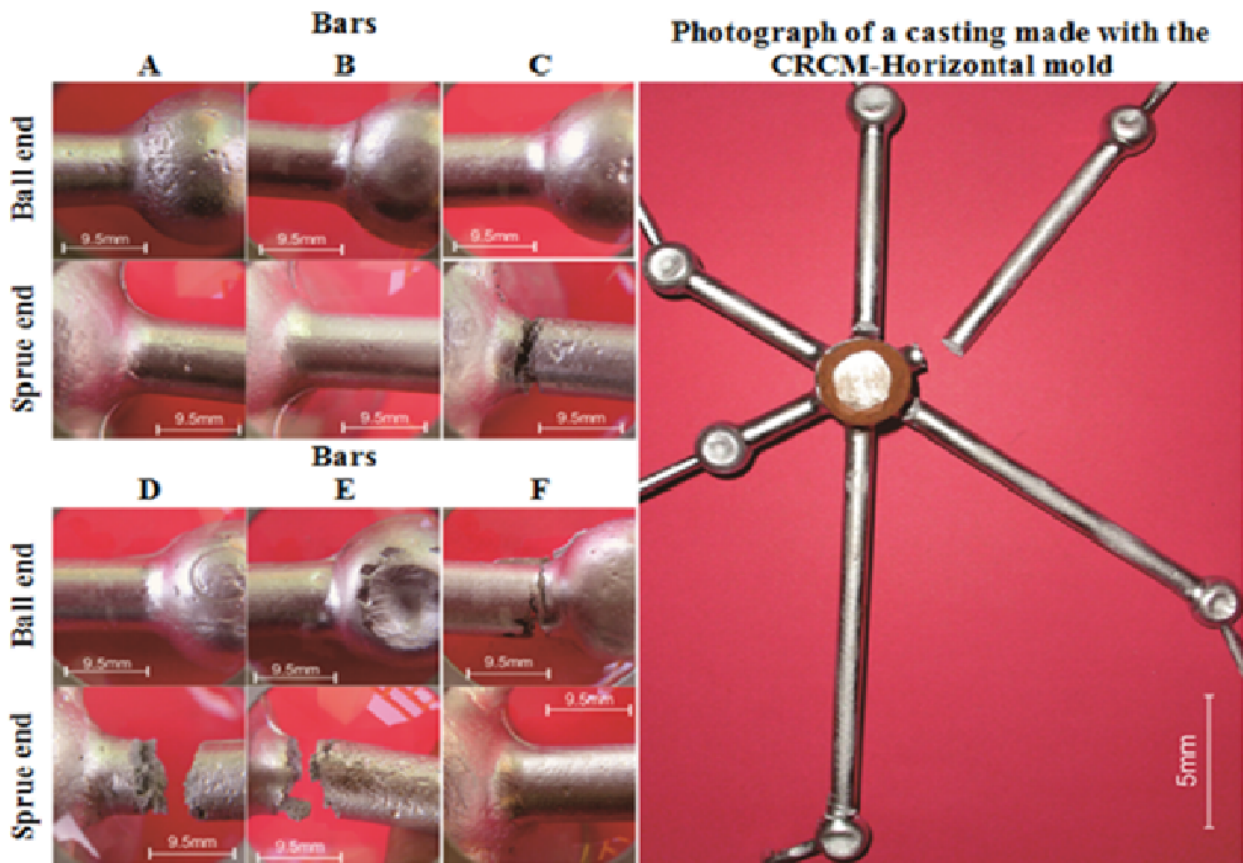 Bars
A B C
Ball end
9.5mm 9.5mm 9.5mm
Sprue end
9.5mm 9.5mm 9.5mm
Bars
D E F
Ball end
9.5mm 9.5mm 9.5mm
Sprue end
9.5mm 9.5mm 9.5mm
Photograph of a casting made with the
CRCM-Horizontal mold
5mm